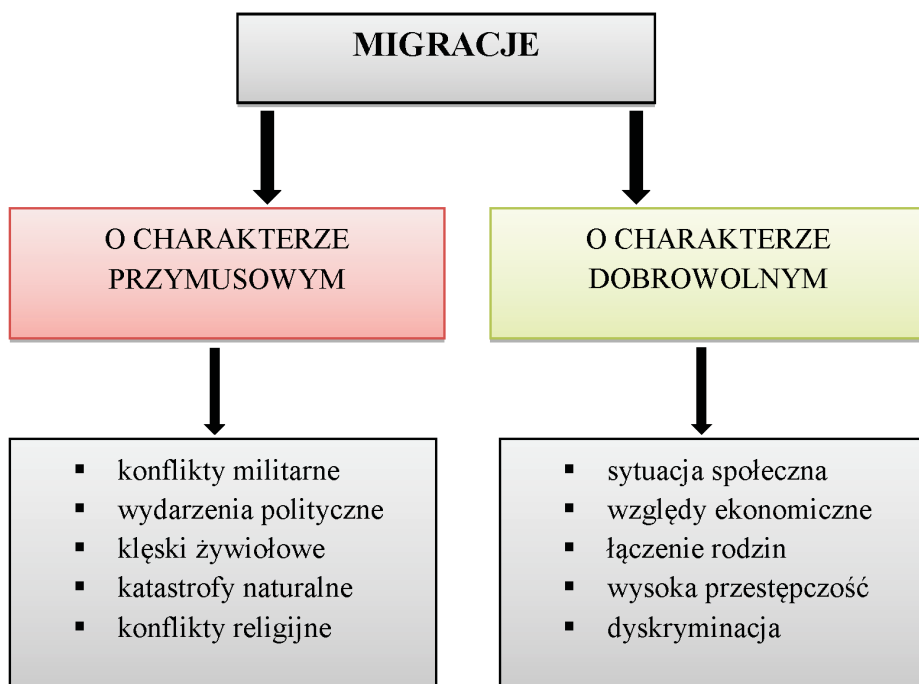 MIGRACJE
O CHARAKTERZE
PRZYMUSOWYM
O CHARAKTERZE
DOBROWOLNYM
▪ konflikty militarne
▪ wydarzenia polityczne
▪ klęski żywiołowe
▪ katastrofy naturalne
▪ konflikty religijne
▪ sytuacja społeczna
▪ względy ekonomiczne
▪ łączenie rodzin
▪ wysoka przestępczość
▪ dyskryminacja